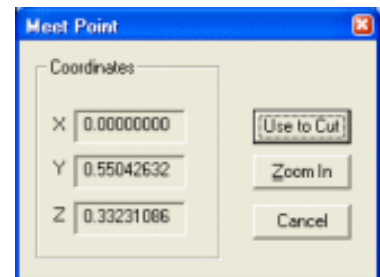 Meet Point
Coordinates
X 0.00000000
Y 0.55042632
Z 0.33231086
Use to Cut
Zoom In
Cancel